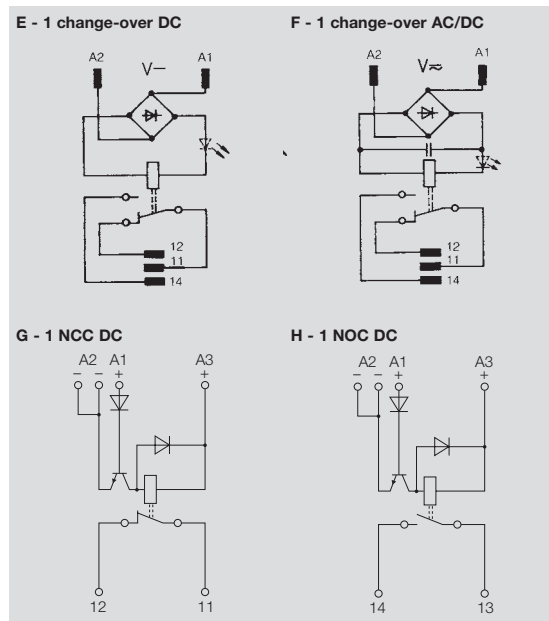 E - 1 change-over DC
F - 1 change-over AC/DC
A2 V⎓ A1
A2 V≂ A1
12
11
14
12
11
14
G - 1 NCC DC
H - 1 NOC DC
A2 A1 A3
− − + +
12 11
A2 A1 A3
− − + +
14 13